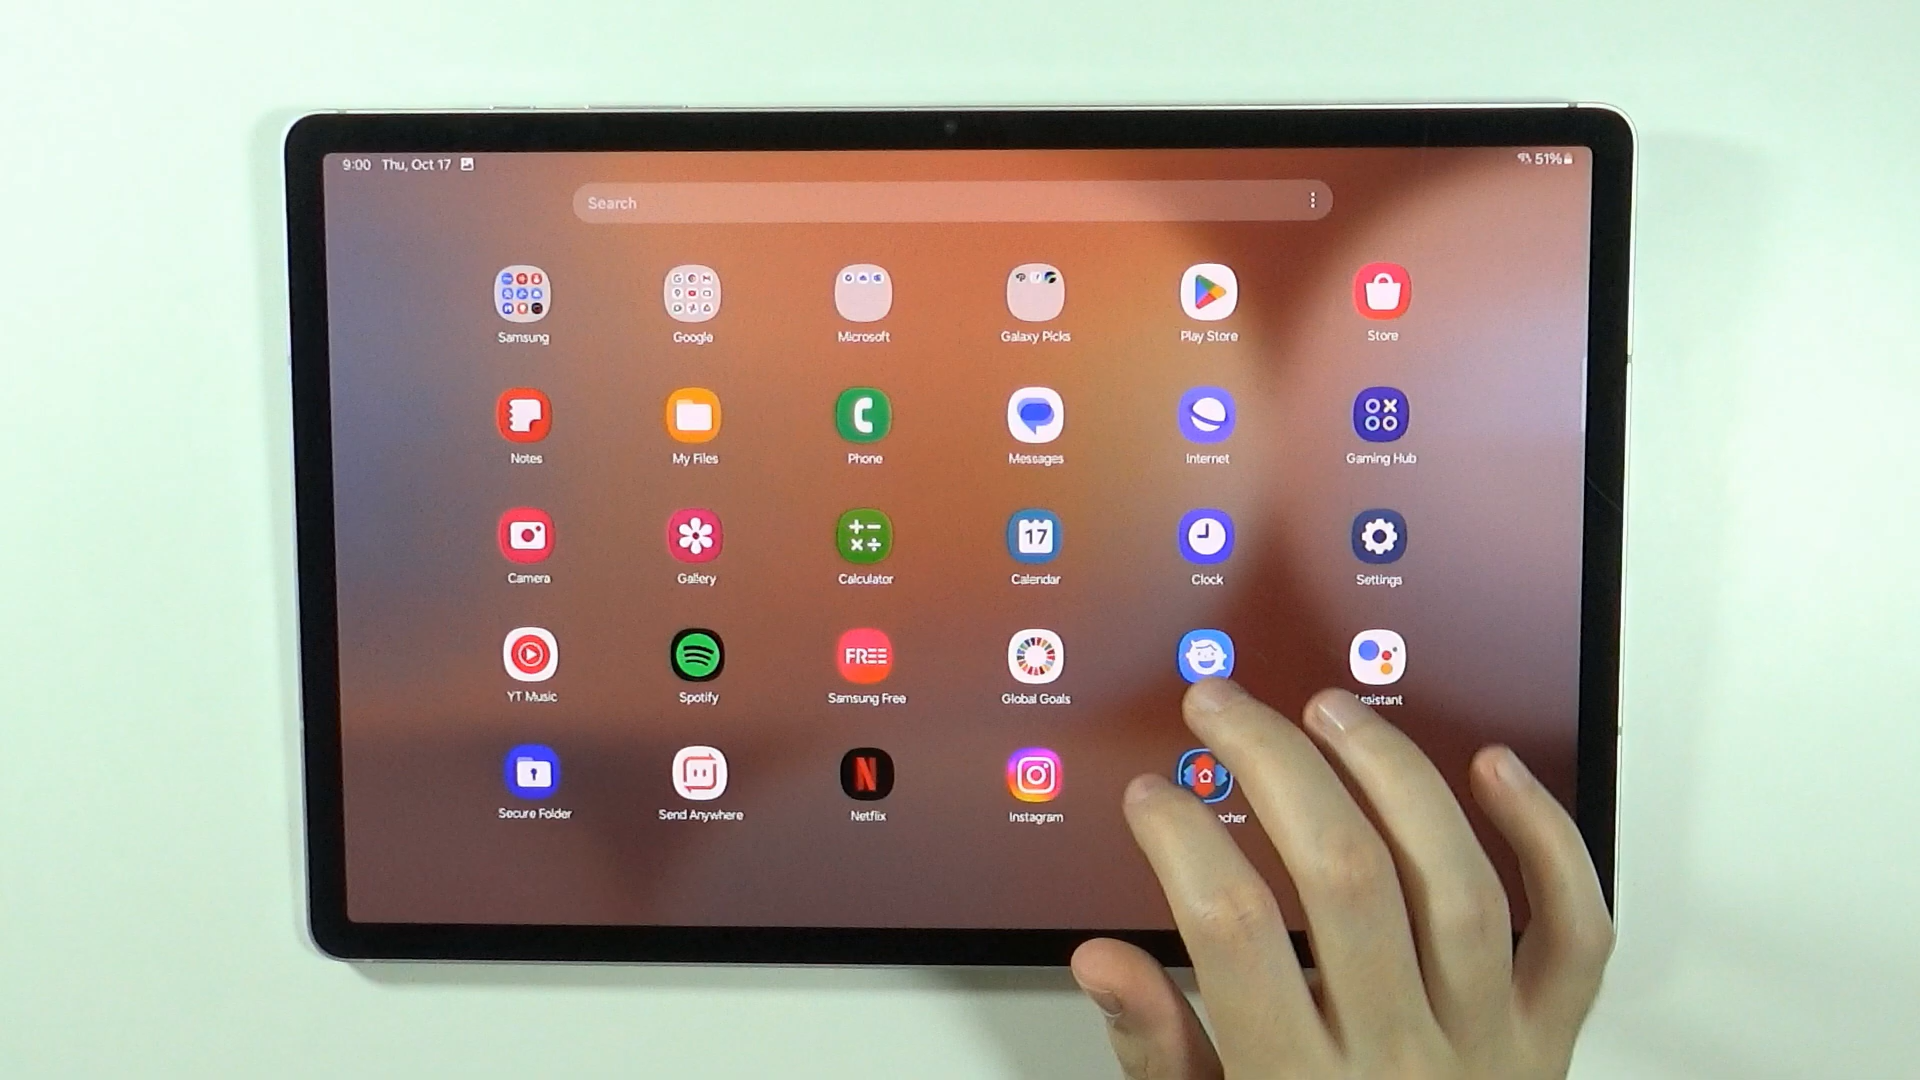 9:00 Thu, Oct 17
51%
Search
Samsung
Google
Microsoft
Galaxy Picks
Play Store
Store
Notes
My Files
Phone
Messages
Internet
Gaming Hub
Camera
Gallery
Calculator
17
Calendar
Clock
Settings
YT Music
Spotify
FREE
Samsung Free
Global Goals
ssistant
Secure Folder
Send Anywhere
N
Netflix
Instagram
ncher